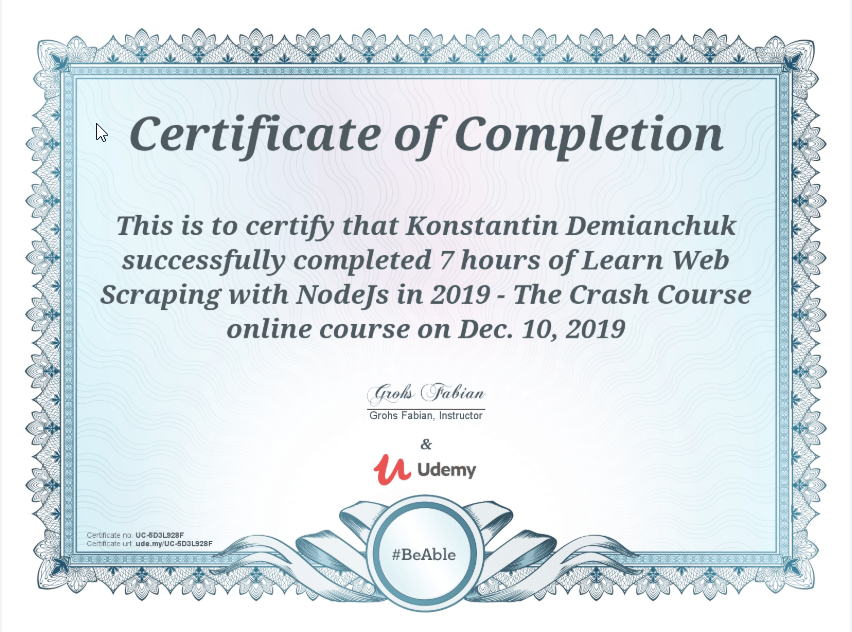 Certificate of Completion
This is to certify that Konstantin Demianchuk
successfully completed 7 hours of Learn Web
Scraping with NodeJs in 2019 - The Crash Course
online course on Dec. 10, 2019
Grohs Fabian
Grohs Fabian, Instructor
&
Udemy
Certificate no. UC-5D3L928F
Certificate url. ude.my/UC-5D3L928F
#BeAble